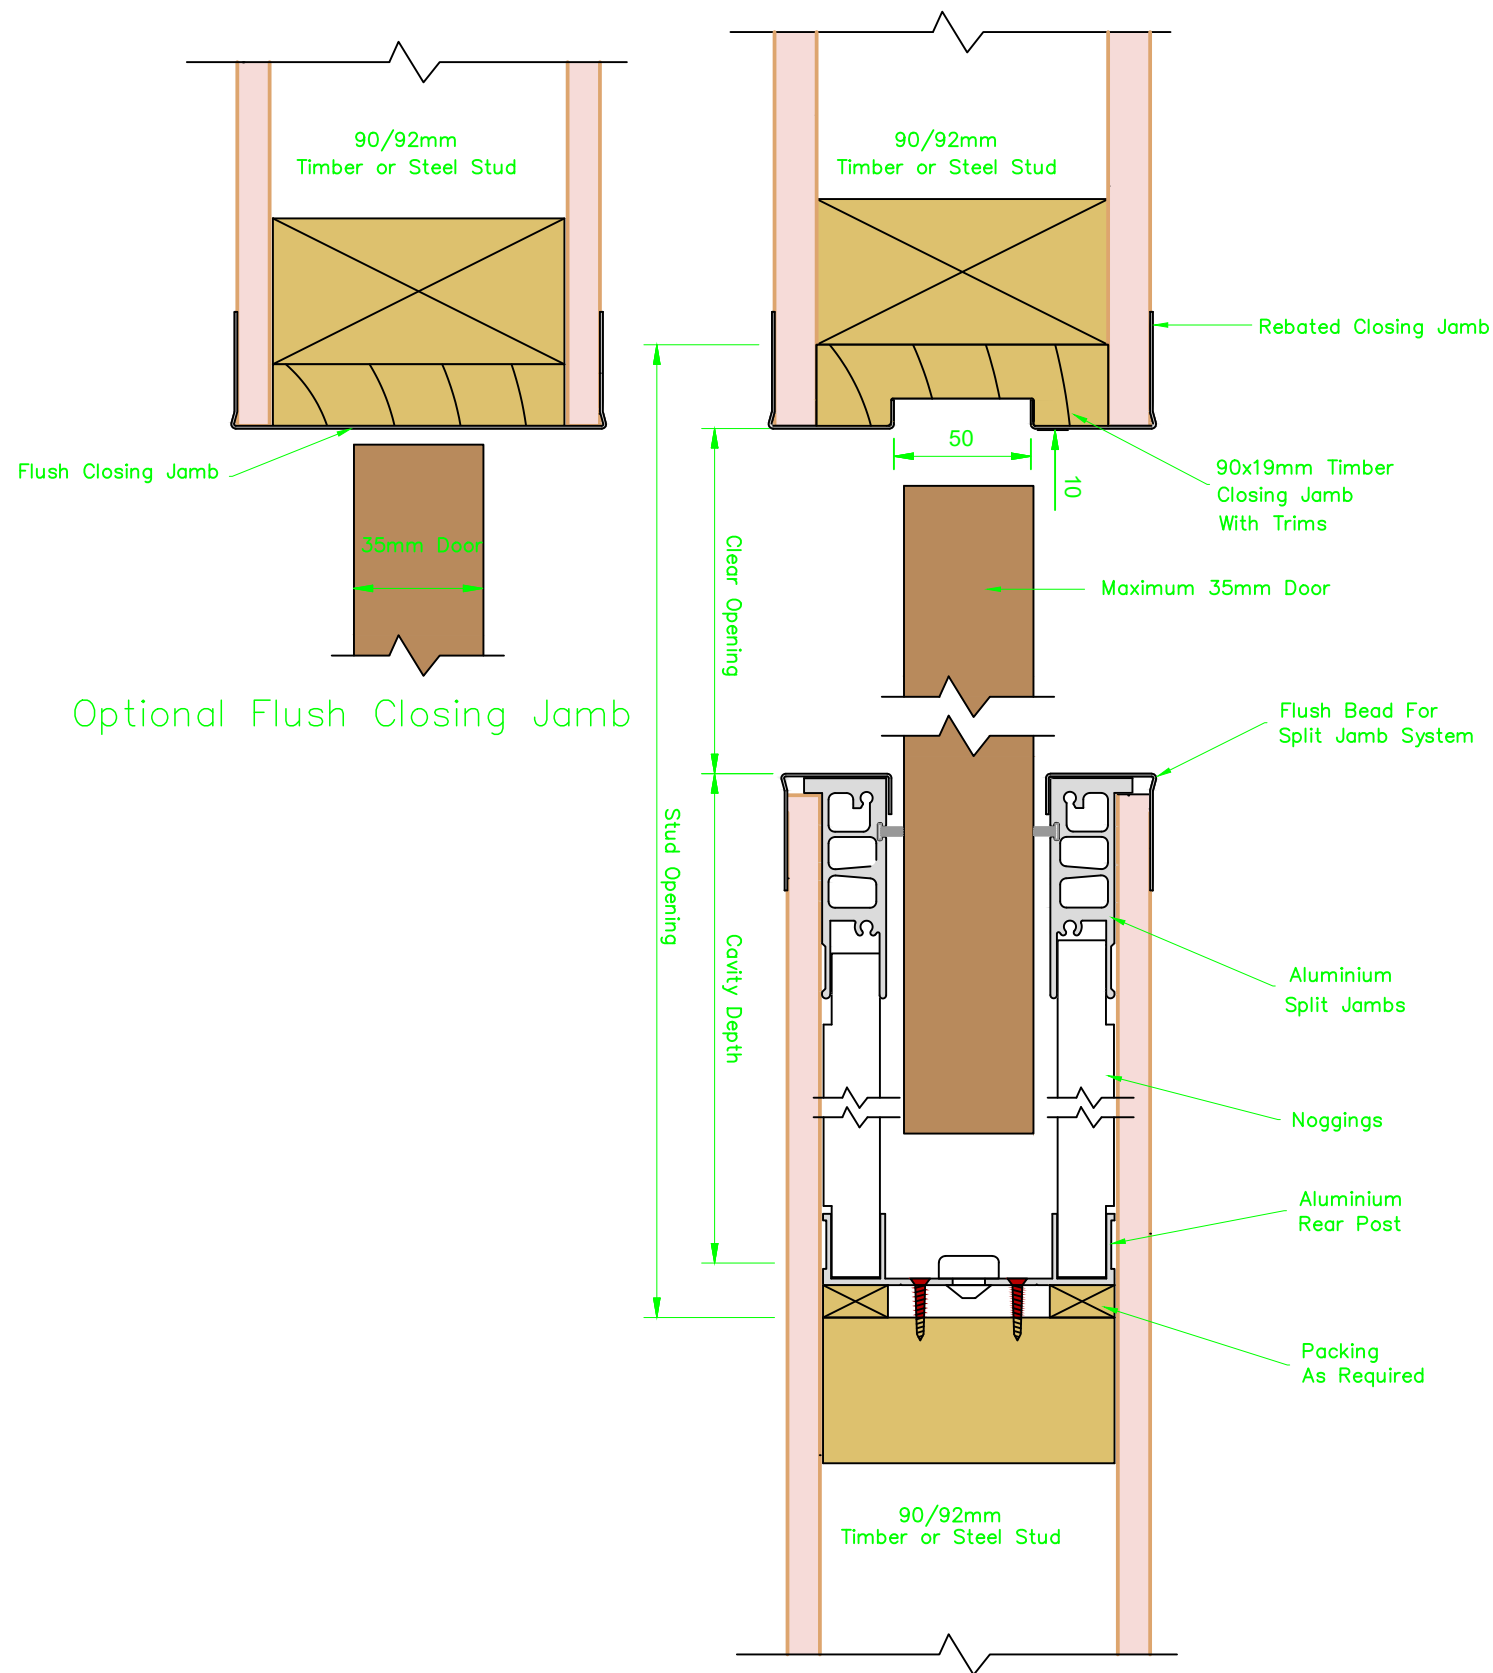 90/92mm
Timber or Steel Stud
Flush Closing Jamb
35mm Door
Optional Flush Closing Jamb
90/92mm
Timber or Steel Stud
Rebated Closing Jamb
50
10
90x19mm Timber
Closing Jamb
With Trims
Clear Opening
Maximum 35mm Door
Flush Bead For
Split Jamb System
Stud Opening
Cavity Depth
Aluminium
Split Jambs
Noggings
Aluminium
Rear Post
Packing
As Required
90/92mm
Timber or Steel Stud